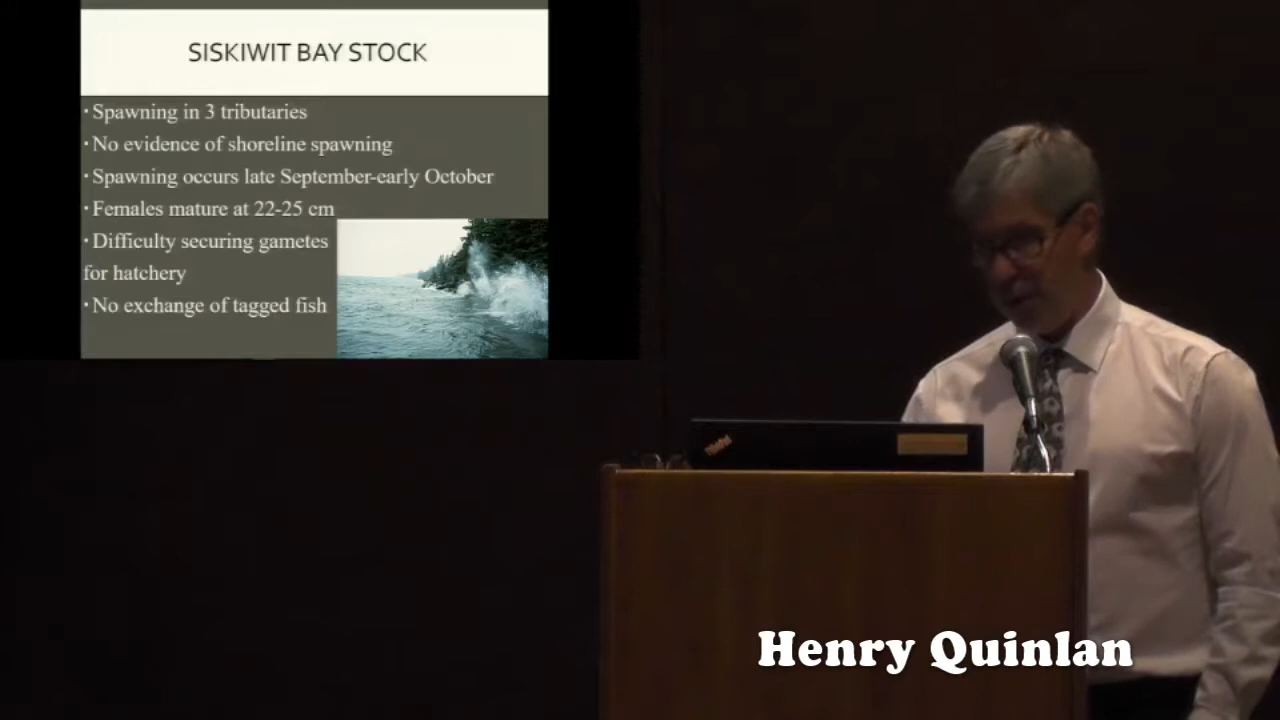 SISKIWIT BAY STOCK
· Spawning in 3 tributaries
· No evidence of shoreline spawning
· Spawning occurs late September-early October
· Females mature at 22-25 cm
· Difficulty securing gametes
for hatchery
· No exchange of tagged fish
ThinkPad
Henry Quinlan